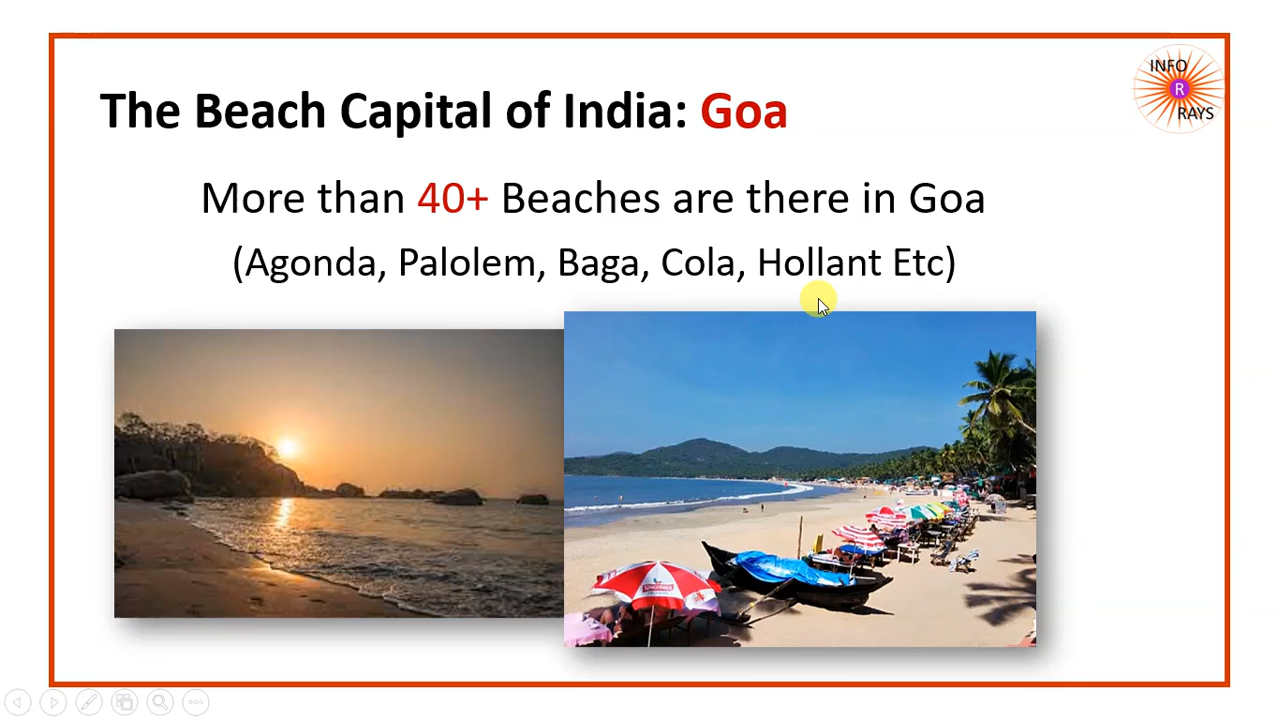 The Beach Capital of India: Goa
INFO
R
RAYS
More than 40+ Beaches are there in Goa
(Agonda, Palolem, Baga, Cola, Hollant Etc)